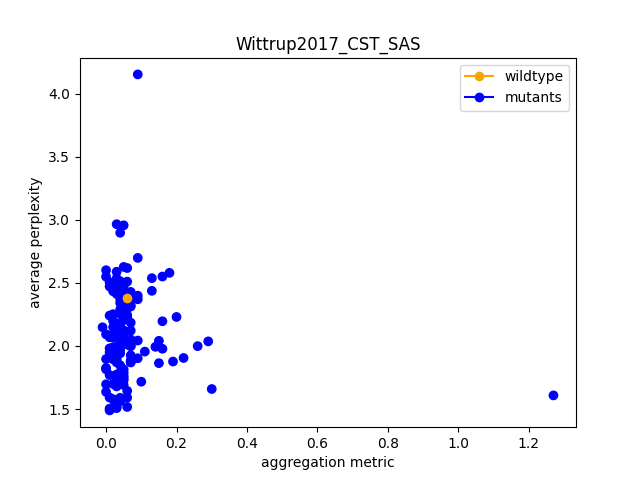 Wittrup2017_CST_SAS
wildtype
mutants
4.0
3.5
3.0
2.5
2.0
1.5
average perplexity
0.0 0.2 0.4 0.6 0.8 1.0 1.2
aggregation metric